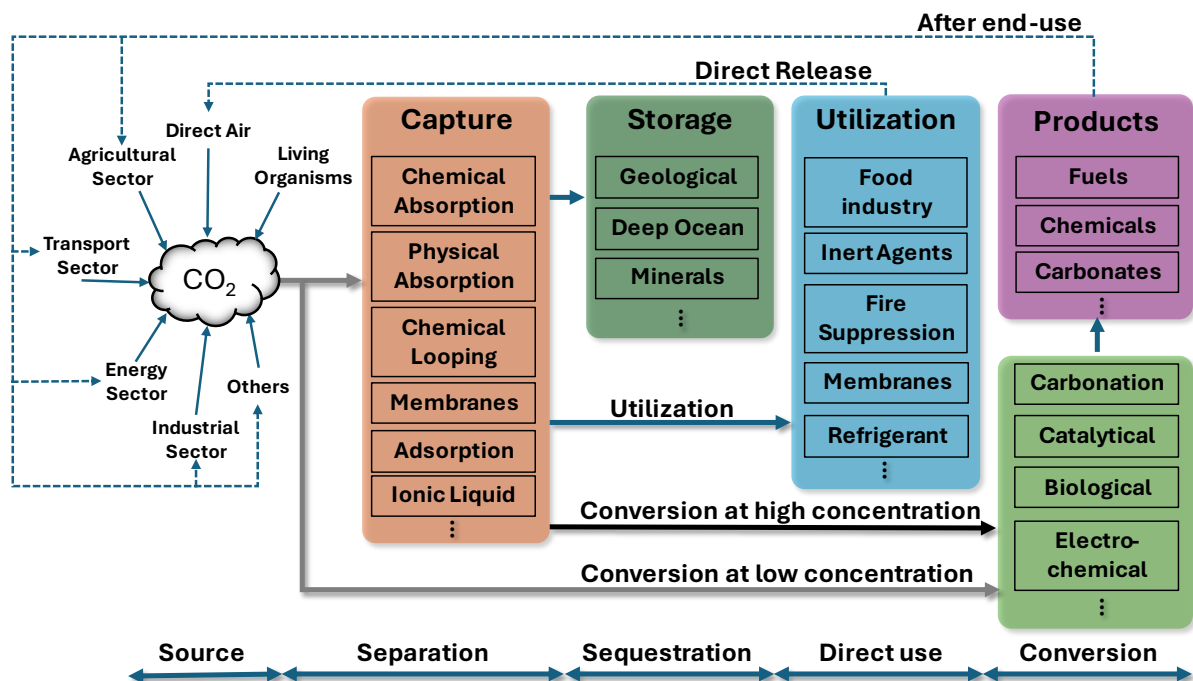 After end-use
Direct Release
Direct Air
Agricultural
Sector
Living
Organisms
Transport
Sector
CO₂
Energy
Sector
Others
Industrial
Sector
Capture
Chemical
Absorption
Physical
Absorption
Chemical
Looping
Membranes
Adsorption
Ionic Liquid
⋮
Storage
Geological
Deep Ocean
Minerals
⋮
Utilization
Utilization
Food
industry
Inert Agents
Fire
Suppression
Membranes
Refrigerant
⋮
Products
Fuels
Chemicals
Carbonates
⋮
Carbonation
Catalytical
Biological
Electro-
chemical
⋮
Conversion at high concentration
Conversion at low concentration
Source
Separation
Sequestration
Direct use
Conversion